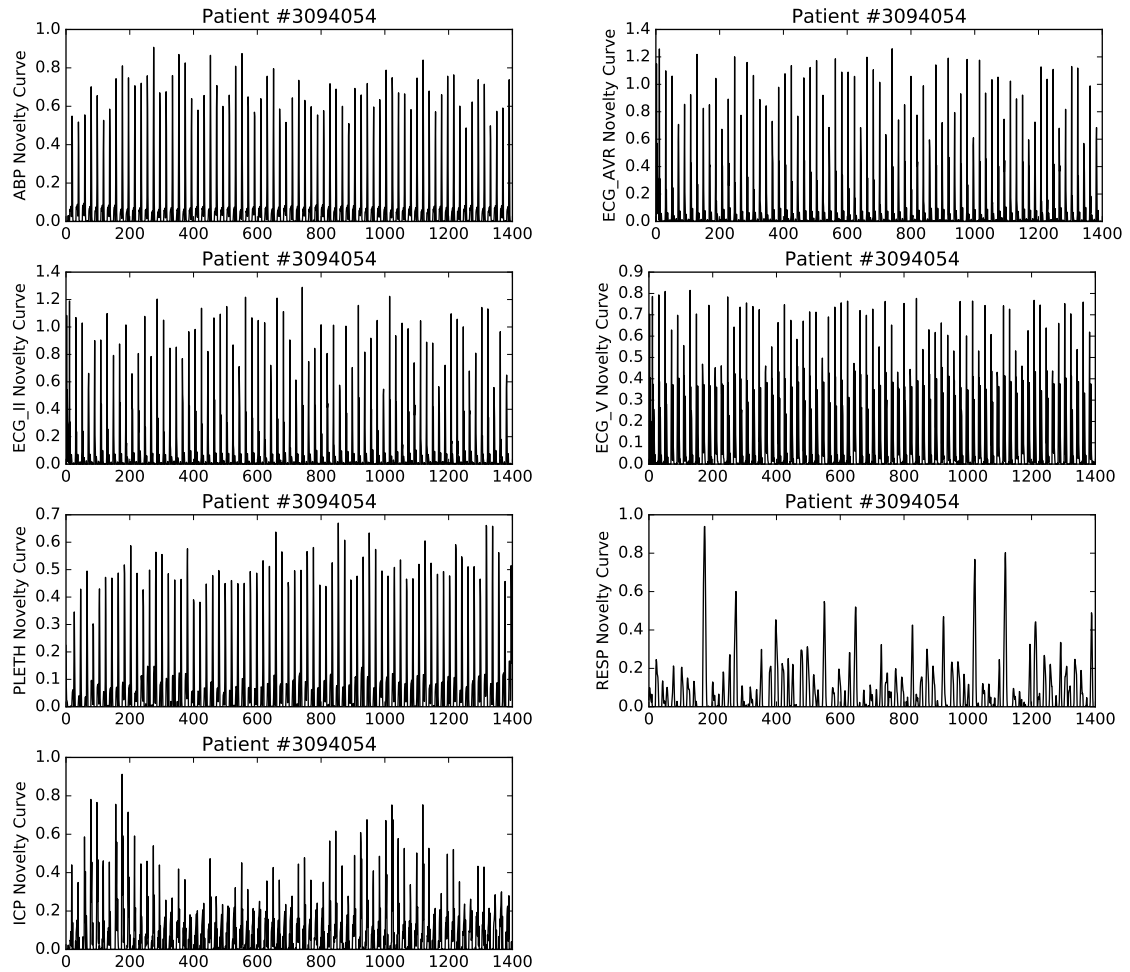 Patient #3094054
ABP Novelty Curve
1.0
0.8
0.6
0.4
0.2
0.0
0 200 400 600 800 1000 1200 1400
Patient #3094054
ECG_AVR Novelty Curve
1.4
1.2
1.0
0.8
0.6
0.4
0.2
0.0
0 200 400 600 800 1000 1200 1400
Patient #3094054
ECG_II Novelty Curve
1.4
1.2
1.0
0.8
0.6
0.4
0.2
0.0
0 200 400 600 800 1000 1200 1400
Patient #3094054
ECG_V Novelty Curve
0.9
0.8
0.7
0.6
0.5
0.4
0.3
0.2
0.1
0.0
0 200 400 600 800 1000 1200 1400
Patient #3094054
PLETH Novelty Curve
0.7
0.6
0.5
0.4
0.3
0.2
0.1
0.0
0 200 400 600 800 1000 1200 1400
Patient #3094054
RESP Novelty Curve
1.0
0.8
0.6
0.4
0.2
0.0
0 200 400 600 800 1000 1200 1400
Patient #3094054
ICP Novelty Curve
1.0
0.8
0.6
0.4
0.2
0.0
0 200 400 600 800 1000 1200 1400